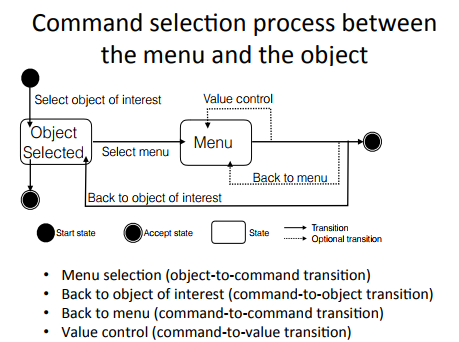 Command selection process between
the menu and the object
Select object of interest
Value control
Object
Selected
Select menu
Menu
Back to menu
Back to object of interest
Start state
Accept state
State
Transition
Optional transition
• Menu selection (object-to-command transition)
• Back to object of interest (command-to-object transition)
• Back to menu (command-to-command transition)
• Value control (command-to-value transition)